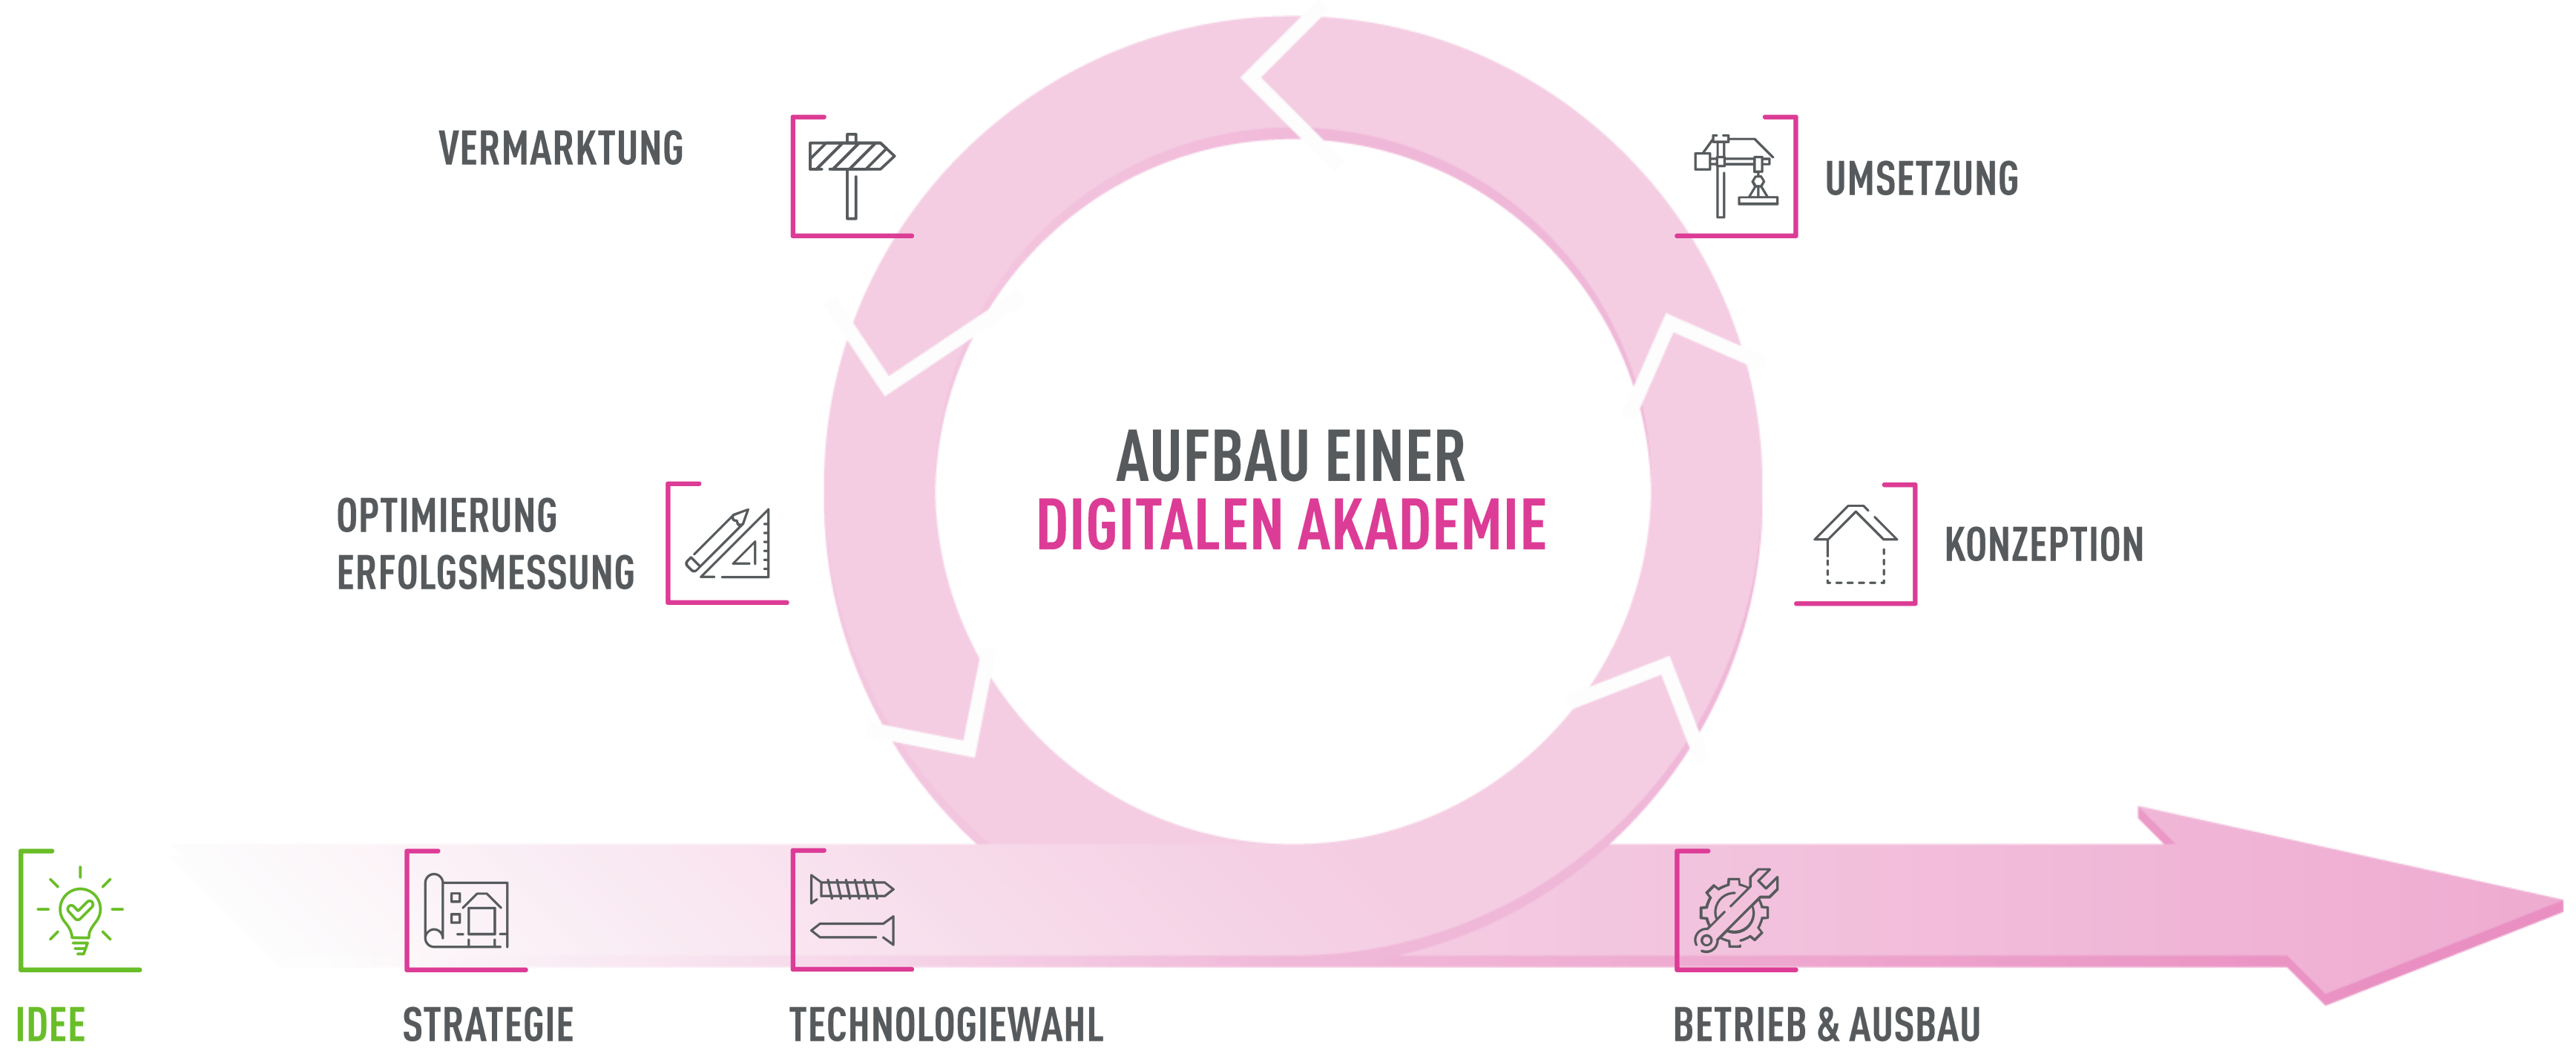 VERMARKTUNG
UMSETZUNG
AUFBAU EINER
DIGITALEN AKADEMIE
OPTIMIERUNG
ERFOLGSMESSUNG
KONZEPTION
IDEE
STRATEGIE
TECHNOLOGIEWAHL
BETRIEB & AUSBAU